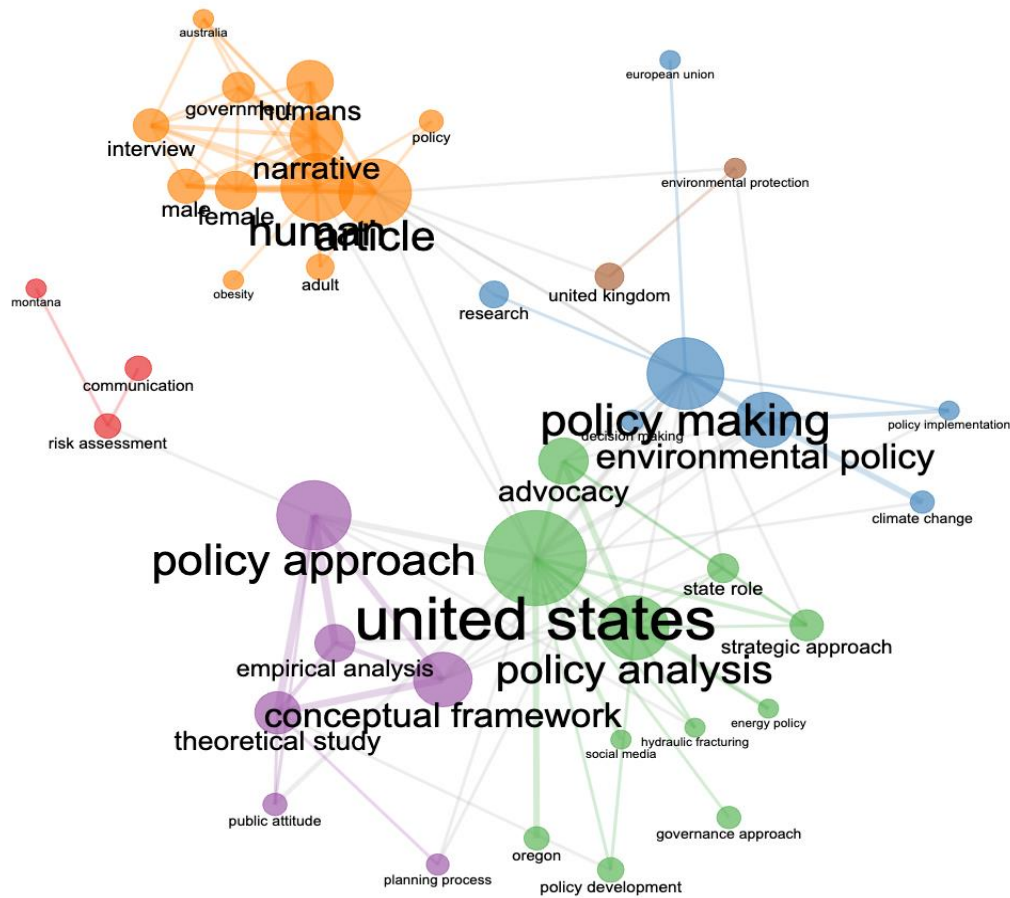 australia
european union
government
humans
policy
interview
narrative
environmental protection
male
female
human
article
obesity
adult
united kingdom
montana
research
communication
policy making
decision making
policy implementation
risk assessment
environmental policy
advocacy
climate change
policy approach
state role
united states
strategic approach
empirical analysis
policy analysis
conceptual framework
energy policy
theoretical study
hydraulic fracturing
social media
public attitude
governance approach
oregon
planning process
policy development